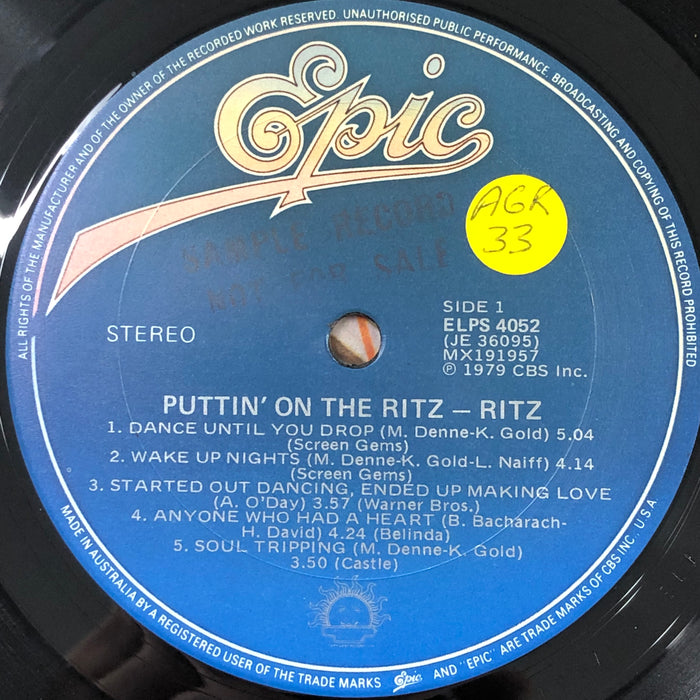 ALL RIGHTS OF THE MANUFACTURER AND OF THE OWNER OF THE RECORDED WORK RESERVED. UNAUTHORISED PUBLIC PERFORMANCE, BROADCASTING AND COPYING OF THIS RECORD PROHIBITED
Epic
SAMPLE RECORD
NOT FOR SALE
AGR
33
STEREO
SIDE 1
ELPS 4052
(JE 36095)
MX191957
℗ 1979 CBS Inc.
PUTTIN' ON THE RITZ – RITZ
1. DANCE UNTIL YOU DROP (M. Denne-K. Gold) 5.04
(Screen Gems)
2. WAKE UP NIGHTS (M. Denne-K. Gold-L. Naiff) 4.14
(Screen Gems)
3. STARTED OUT DANCING, ENDED UP MAKING LOVE
(A. O'Day) 3.57 (Warner Bros.)
4. ANYONE WHO HAD A HEART (B. Bacharach-
H. David) 4.24 (Belinda)
5. SOUL TRIPPING (M. Denne-K. Gold)
3.50 (Castle)
MADE IN AUSTRALIA BY A REGISTERED USER OF THE TRADE MARKS Epic AND "EPIC" ARE TRADE MARKS OF CBS INC., U.S.A.